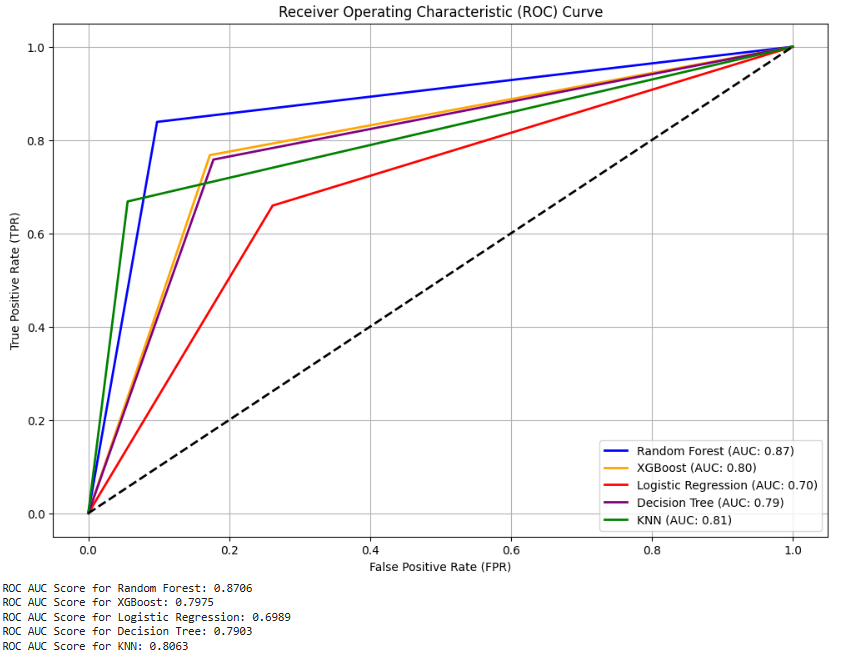 Receiver Operating Characteristic (ROC) Curve
1.0
0.8
0.6
0.4
0.2
0.0
True Positive Rate (TPR)
Random Forest (AUC: 0.87)
XGBoost (AUC: 0.80)
Logistic Regression (AUC: 0.70)
Decision Tree (AUC: 0.79)
KNN (AUC: 0.81)
0.0 0.2 0.4 0.6 0.8 1.0
False Positive Rate (FPR)
ROC AUC Score for Random Forest: 0.8706
ROC AUC Score for XGBoost: 0.7975
ROC AUC Score for Logistic Regression: 0.6989
ROC AUC Score for Decision Tree: 0.7903
ROC AUC Score for KNN: 0.8063